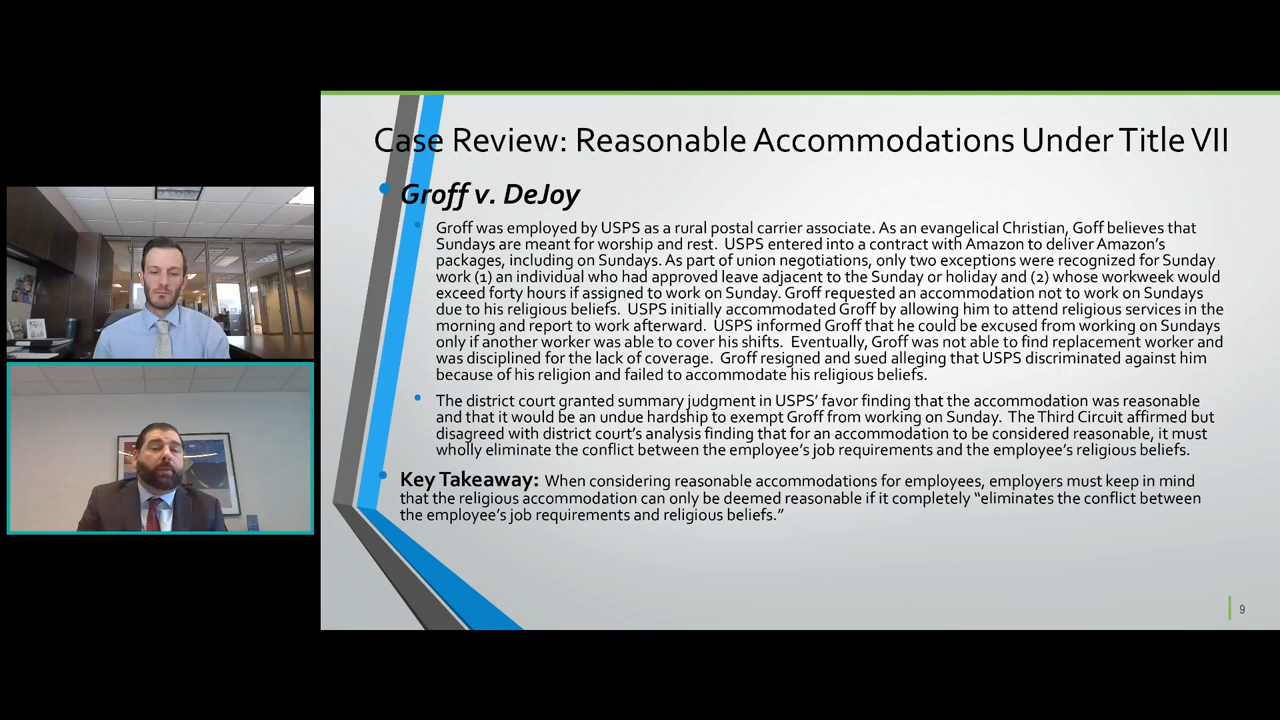 Case Review: Reasonable Accommodations Under Title VII
Groff v. DeJoy
Groff was employed by USPS as a rural postal carrier associate. As an evangelical Christian, Goff believes that
Sundays are meant for worship and rest. USPS entered into a contract with Amazon to deliver Amazon's
packages, including on Sundays. As part of union negotiations, only two exceptions were recognized for Sunday
work (1) an individual who had approved leave adjacent to the Sunday or holiday and (2) whose workweek would
exceed forty hours if assigned to work on Sunday. Groff requested an accommodation not to work on Sundays
due to his religious beliefs. USPS initially accommodated Groff by allowing him to attend religious services in the
morning and report to work afterward. USPS informed Groff that he could be excused from working on Sundays
only if another worker was able to cover his shifts. Eventually, Groff was not able to find replacement worker and
was disciplined for the lack of coverage. Groff resigned and sued alleging that USPS discriminated against him
because of his religion and failed to accommodate his religious beliefs.
The district court granted summary judgment in USPS' favor finding that the accommodation was reasonable
and that it would be an undue hardship to exempt Groff from working on Sunday. The Third Circuit affirmed but
disagreed with district court's analysis finding that for an accommodation to be considered reasonable, it must
wholly eliminate the conflict between the employee's job requirements and the employee's religious beliefs.
Key Takeaway: When considering reasonable accommodations for employees, employers must keep in mind
that the religious accommodation can only be deemed reasonable if it completely "eliminates the conflict between
the employee's job requirements and religious beliefs."
9